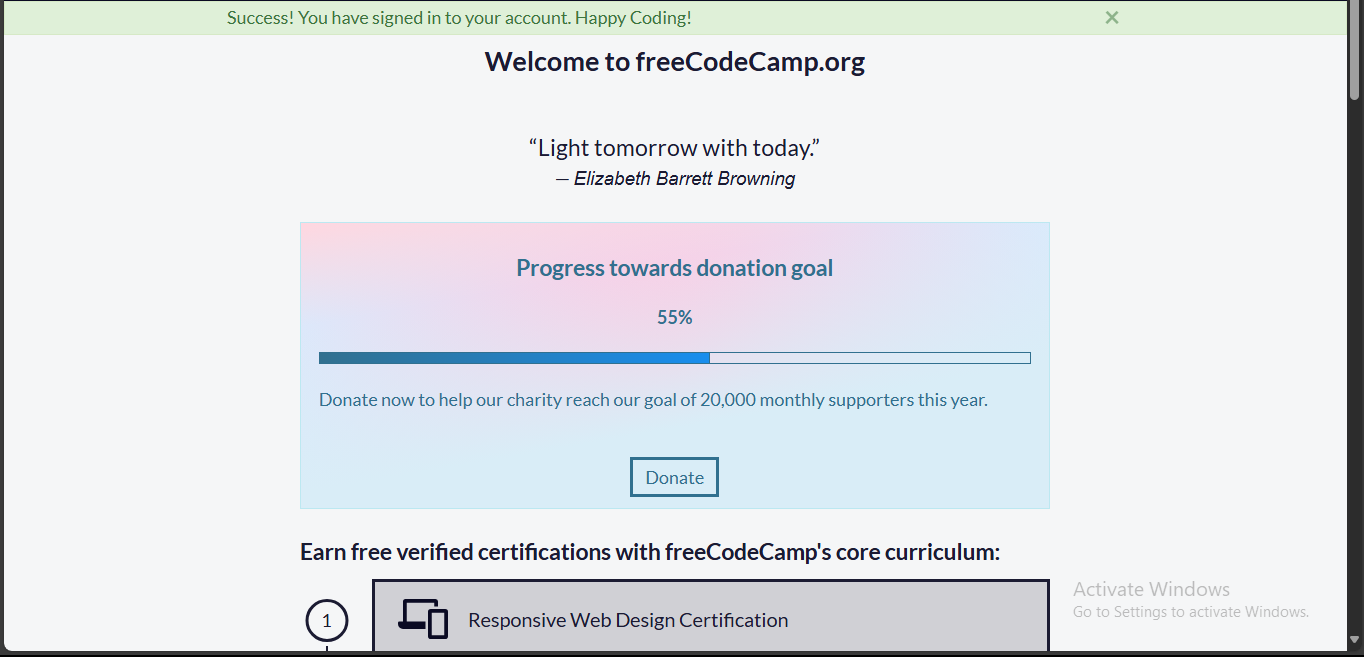 Success! You have signed in to your account. Happy Coding!
Welcome to freeCodeCamp.org
“Light tomorrow with today.”
— Elizabeth Barrett Browning
Progress towards donation goal
55%
Donate now to help our charity reach our goal of 20,000 monthly supporters this year.
Donate
Earn free verified certifications with freeCodeCamp's core curriculum:
1
Responsive Web Design Certification
Activate Windows
Go to Settings to activate Windows.